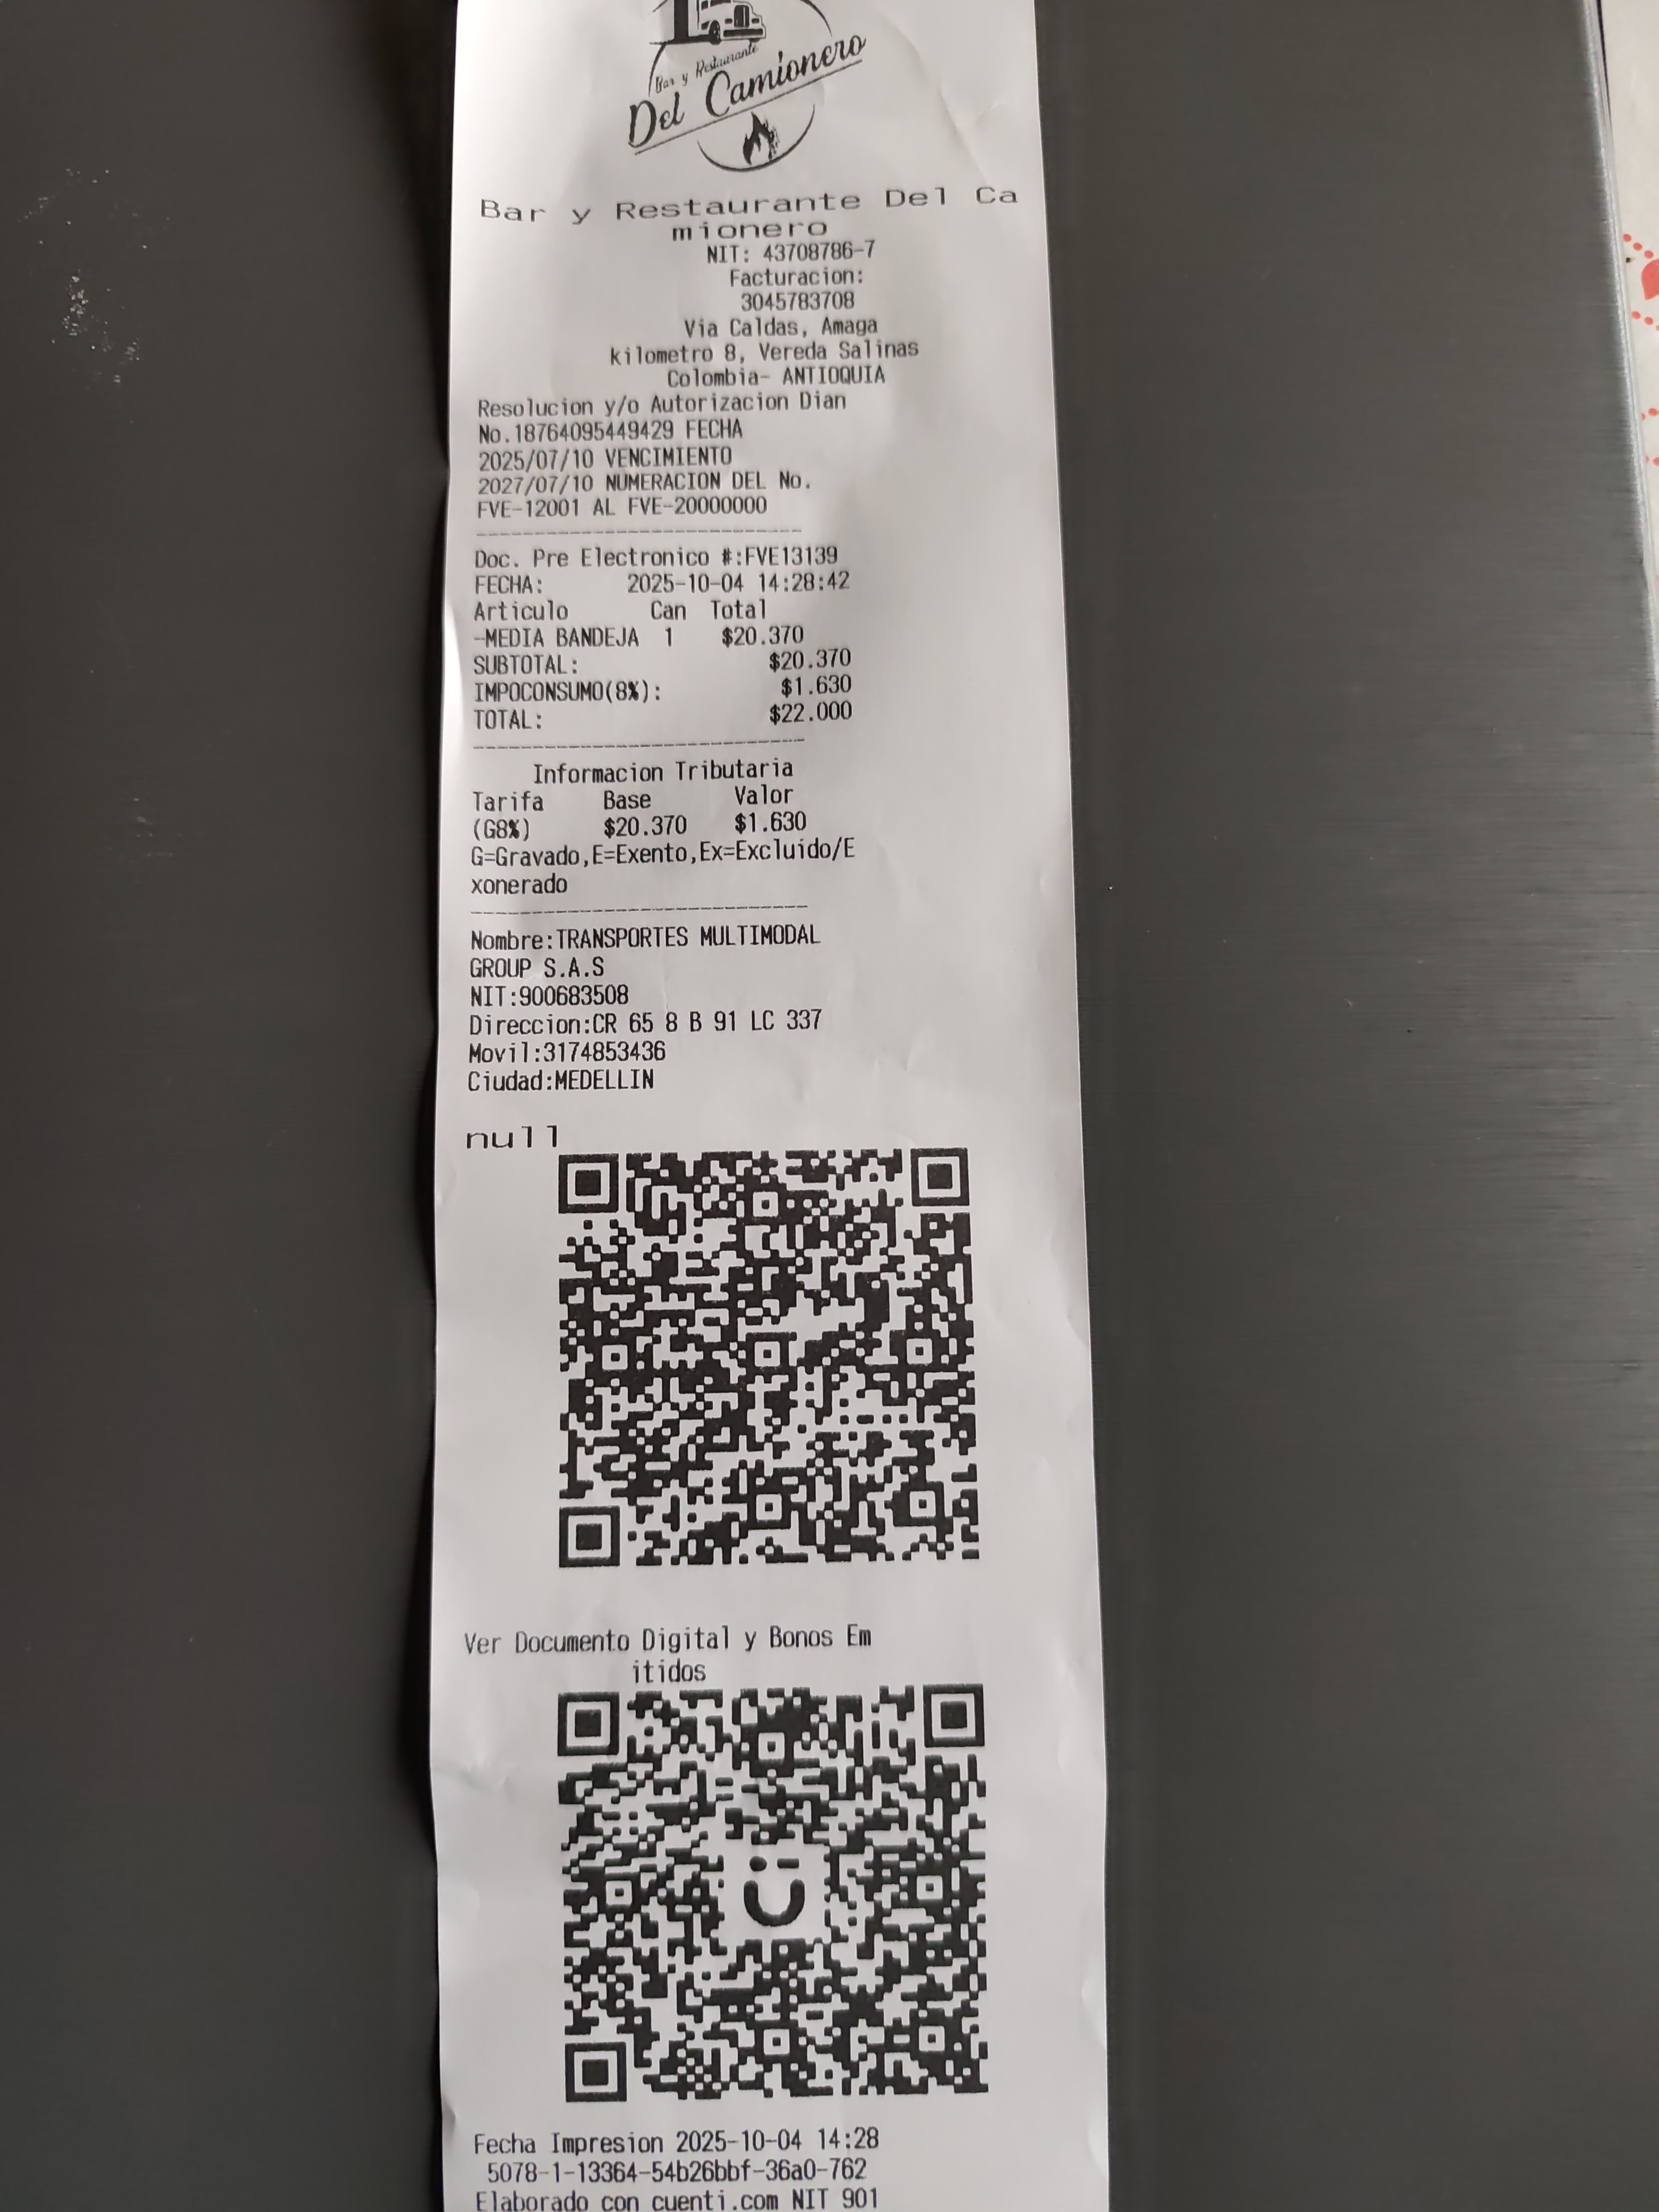 Bar y Restaurante
Del Camionero
Bar y Restaurante Del Ca
mionero
NIT: 43708786-7
Facturacion:
3045783708
Via Caldas, Amaga
kilometro 8, Vereda Salinas
Colombia- ANTIOQUIA
Resolucion y/o Autorizacion Dian
No.18764095449429 FECHA
2025/07/10 VENCIMIENTO
2027/07/10 NUMERACION DEL No.
FVE-12001 AL FVE-20000000
Doc. Pre Electronico #:FVE13139
FECHA: 2025-10-04 14:28:42
Articulo Can Total
-MEDIA BANDEJA 1 $20.370
SUBTOTAL: $20.370
IMPOCONSUMO(8%): $1.630
TOTAL: $22.000
Informacion Tributaria
Tarifa Base Valor
(G8%) $20.370 $1.630
G=Gravado,E=Exento,Ex=Excluido/E
xonerado
Nombre:TRANSPORTES MULTIMODAL
GROUP S.A.S
NIT:900683508
Direccion:CR 65 8 B 91 LC 337
Movil:3174853436
Ciudad:MEDELLIN
null
Ver Documento Digital y Bonos Em
itidos
Fecha Impresion 2025-10-04 14:28
5078-1-13364-54b26bbf-36a0-762
Elaborado con cuenti.com NIT 901